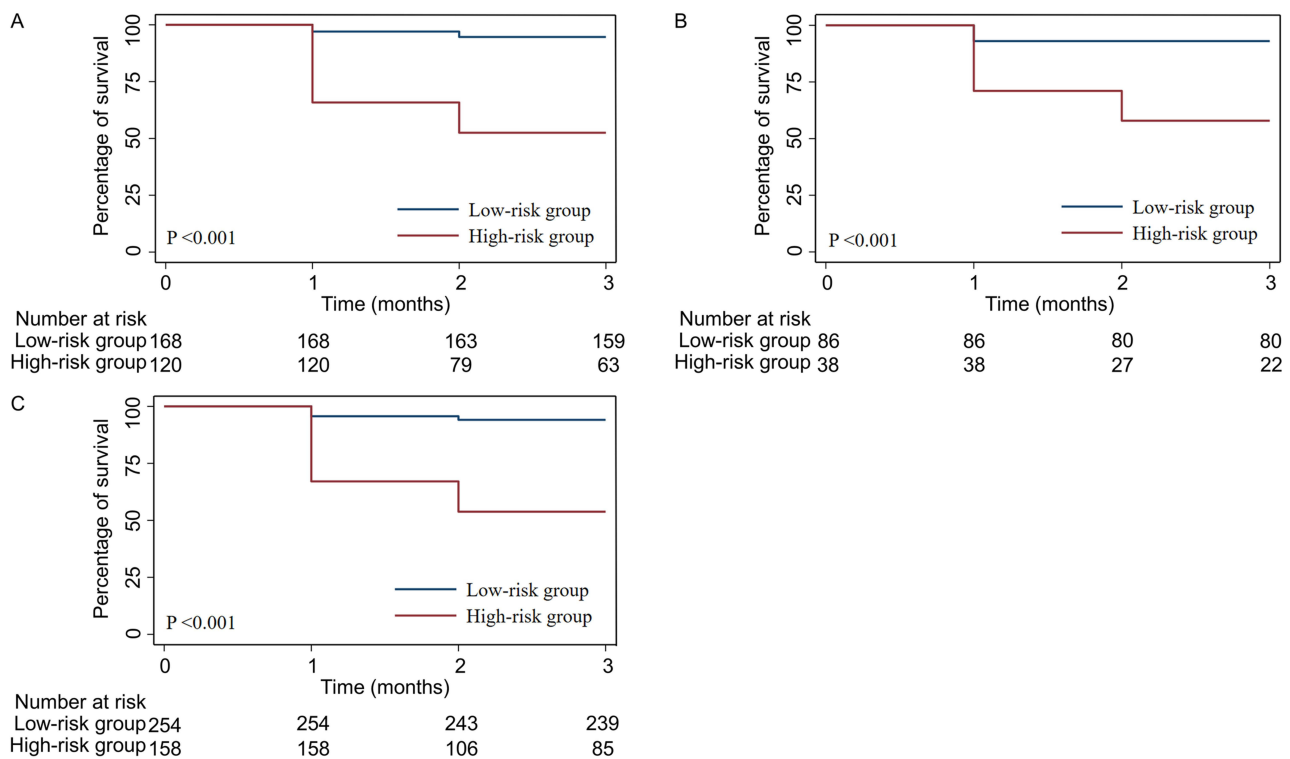 A
Percentage of survival
100
75
50
25
0
Low-risk group
High-risk group
P <0.001
0 1 2 3
Time (months)
Number at risk
Low-risk group 168 168 163 159
High-risk group 120 120 79 63
B
Percentage of survival
100
75
50
25
0
Low-risk group
High-risk group
P <0.001
0 1 2 3
Time (months)
Number at risk
Low-risk group 86 86 80 80
High-risk group 38 38 27 22
C
Percentage of survival
100
75
50
25
0
Low-risk group
High-risk group
P <0.001
0 1 2 3
Time (months)
Number at risk
Low-risk group 254 254 243 239
High-risk group 158 158 106 85